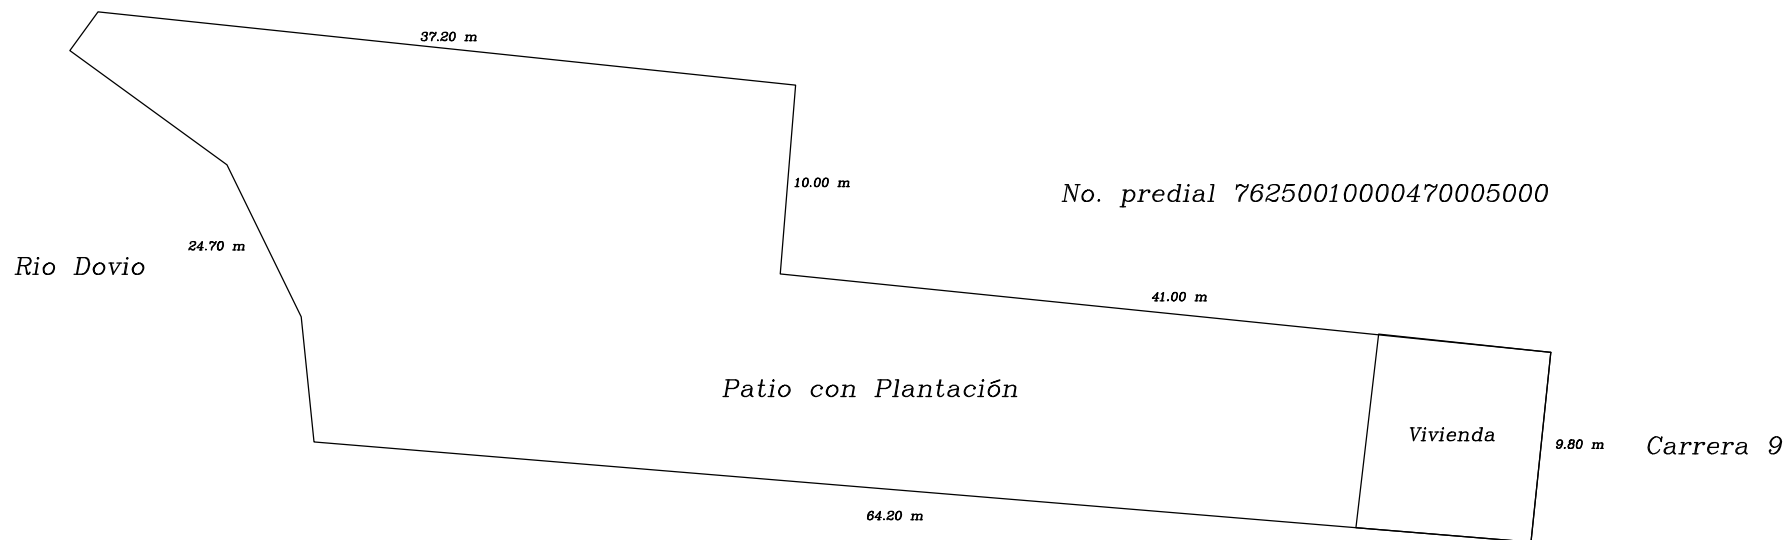 37.20 m
10.00 m
No. predial 76250010000470005000
24.70 m
Rio Dovio
41.00 m
Patio con Plantación
Vivienda
9.80 m
Carrera 9
64.20 m